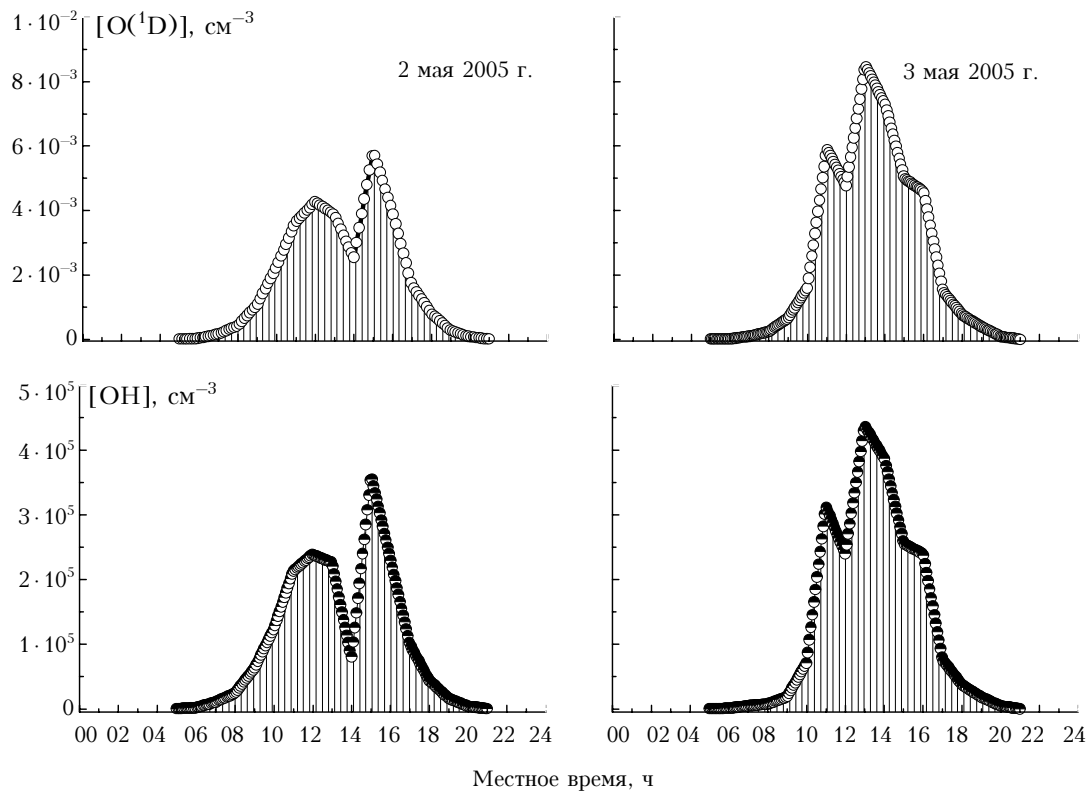 1 · 10⁻² [O(¹D)], см⁻³
2 мая 2005 г. 3 мая 2005 г.
8 · 10⁻³
6 · 10⁻³
4 · 10⁻³
2 · 10⁻³
0
5 · 10⁵ [OH], см⁻³
4 · 10⁵
3 · 10⁵
2 · 10⁵
1 · 10⁵
0
00 02 04 06 08 10 12 14 16 18 20 22 24 00 02 04 06 08 10 12 14 16 18 20 22 24
Местное время, ч